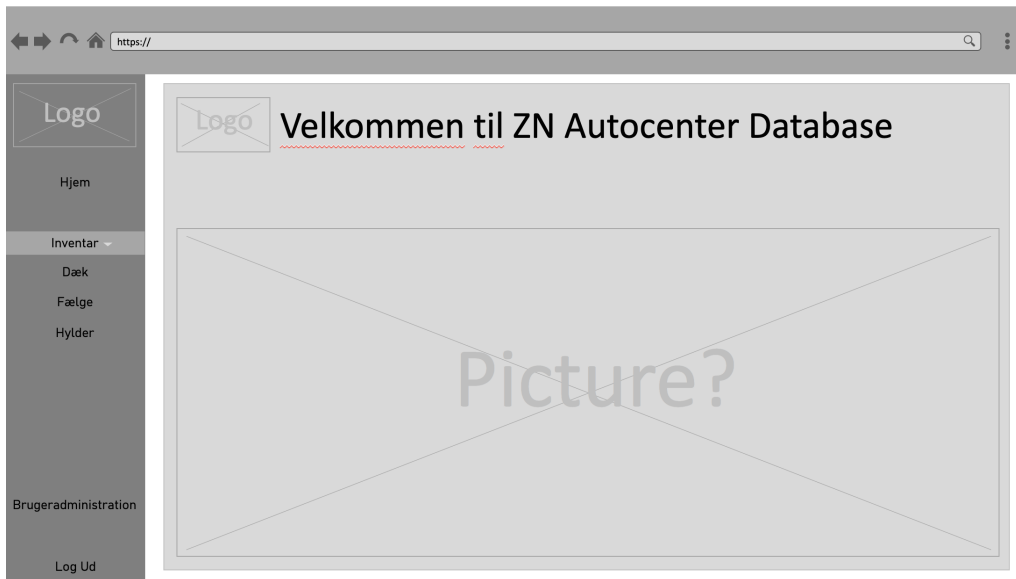 https://
Logo
Hjem
Inventar
Dæk
Fælge
Hylder
Brugeradministration
Log Ud
Logo
Velkommen til ZN Autocenter Database
Picture?